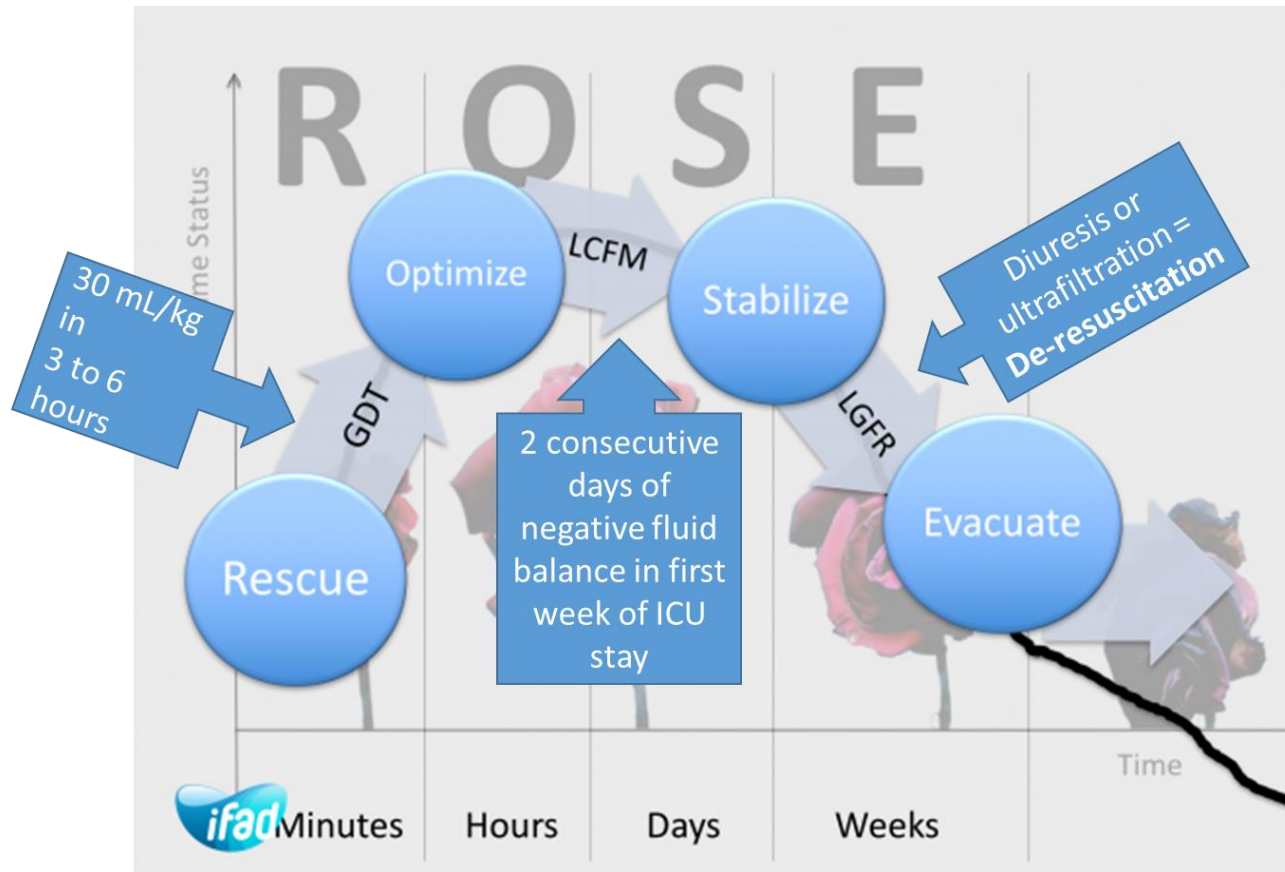 R O S E
me Status
30 mL/kg
in
3 to 6
hours
Rescue
GDT
Optimize
LCFM
2 consecutive
days of
negative fluid
balance in first
week of ICU
stay
Stabilize
LGFR
Diuresis or
ultrafiltration =
De-resuscitation
Evacuate
Time
ifad
Minutes
Hours
Days
Weeks